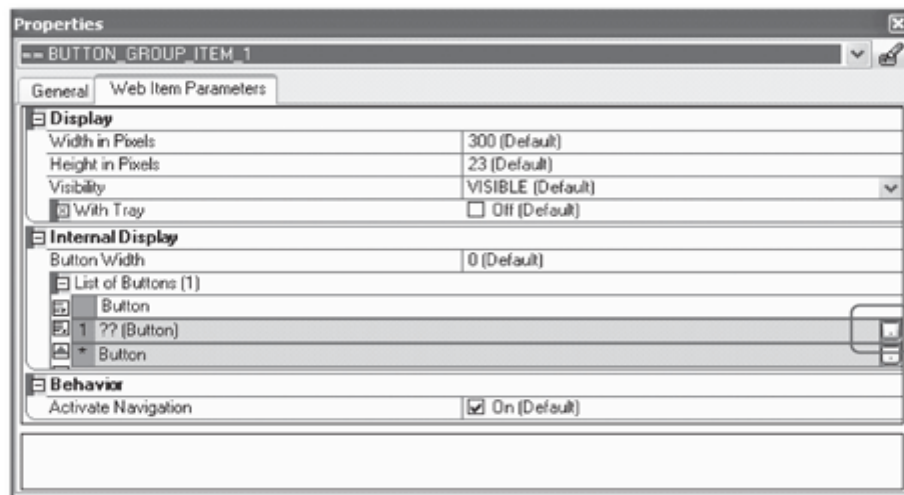 Properties
-- BUTTON_GROUP_ITEM_1
General Web Item Parameters
Display
Width in Pixels 300 (Default)
Height in Pixels 23 (Default)
Visibility VISIBLE (Default)
With Tray Off (Default)
Internal Display
Button Width 0 (Default)
List of Buttons (1)
Button
1 ?? (Button)
* Button
Behavior
Activate Navigation On (Default)